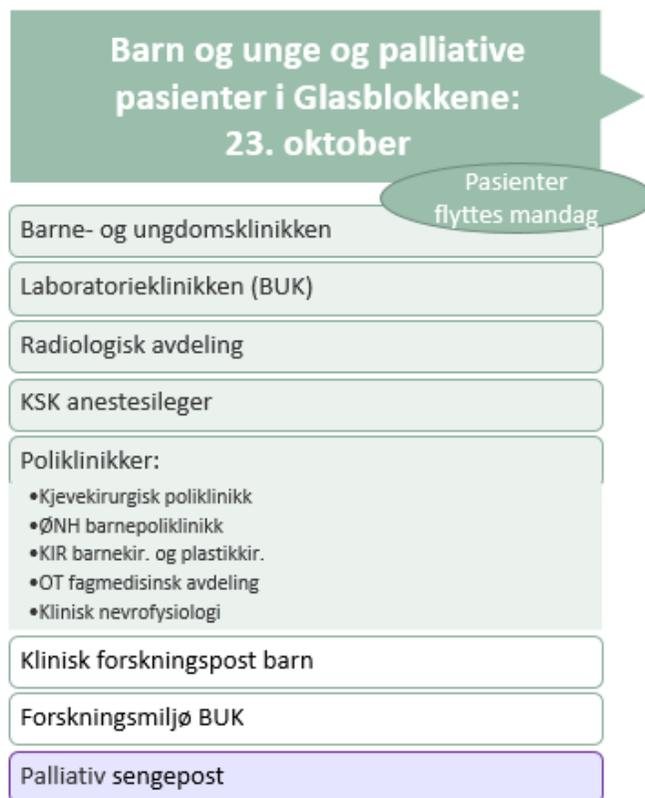 Barn og unge og palliative
pasienter i Glasblokkene:
23. oktober
Pasienter
flyttes mandag
Barne- og ungdomsklinikken
Laboratorieklinikken (BUK)
Radiologisk avdeling
KSK anestesileger
Poliklinikker:
•Kjevekirurgisk poliklinikk
•ØNH barnepoliklinikk
•KIR barnekir. og plastikkir.
•OT fagmedisinsk avdeling
•Klinisk nevrofysiologi
Klinisk forskningspost barn
Forskningsmiljø BUK
Palliativ sengepost